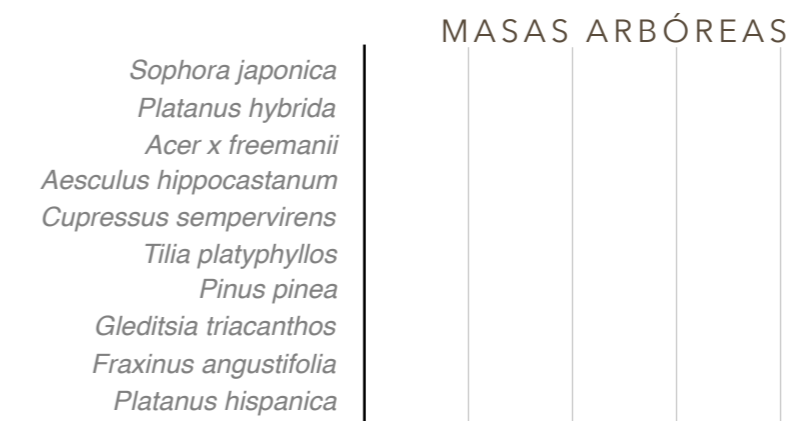 MASAS ARBÓREAS
Sophora japonica
Platanus hybrida
Acer x freemanii
Aesculus hippocastanum
Cupressus sempervirens
Tilia platyphyllos
Pinus pinea
Gleditsia triacanthos
Fraxinus angustifolia
Platanus hispanica